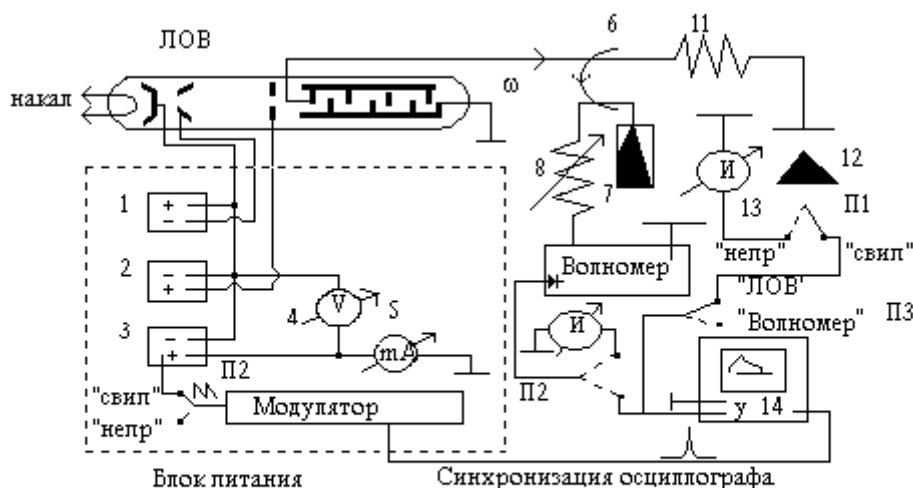 ЛОВ
6
11
накал
ω
И
12
8
7
13
П1
1
+
−
"непр"
"свип"
2
−
+
Волномер
"ЛОВ"
4
V
5
"Волномер"
П3
3
−
+
И
П2
mA
"свип"
П2
"непр"
Модулятор
у 14
Блок питания
Синхронизация осциллографа